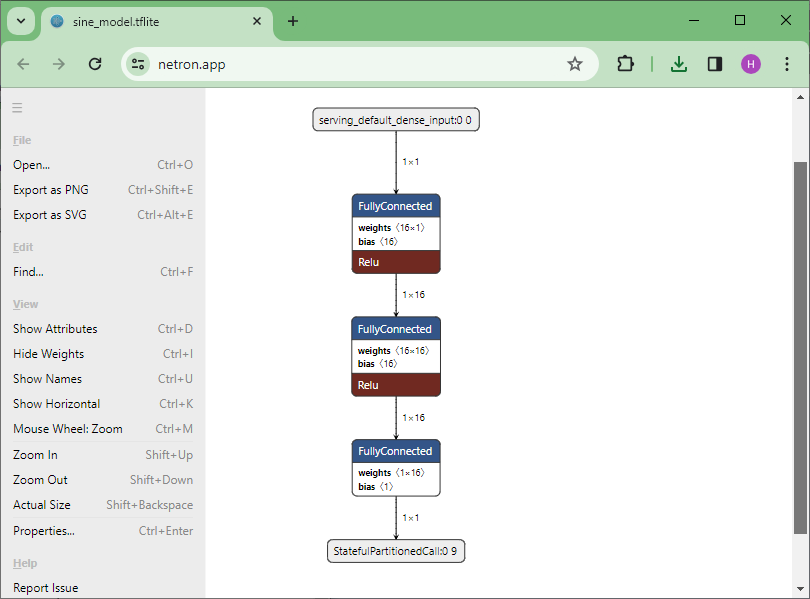 sine_model.tflite
netron.app
H
File
Open... Ctrl+O
Export as PNG Ctrl+Shift+E
Export as SVG Ctrl+Alt+E
Edit
Find... Ctrl+F
View
Show Attributes Ctrl+D
Hide Weights Ctrl+I
Show Names Ctrl+U
Show Horizontal Ctrl+K
Mouse Wheel: Zoom Ctrl+M
Zoom In Shift+Up
Zoom Out Shift+Down
Actual Size Shift+Backspace
Properties... Ctrl+Enter
Help
Report Issue
serving_default_dense_input:0 0
1×1
FullyConnected
weights ⟨16×1⟩
bias ⟨16⟩
Relu
1×16
FullyConnected
weights ⟨16×16⟩
bias ⟨16⟩
Relu
1×16
FullyConnected
weights ⟨1×16⟩
bias ⟨1⟩
1×1
StatefulPartitionedCall:0 9